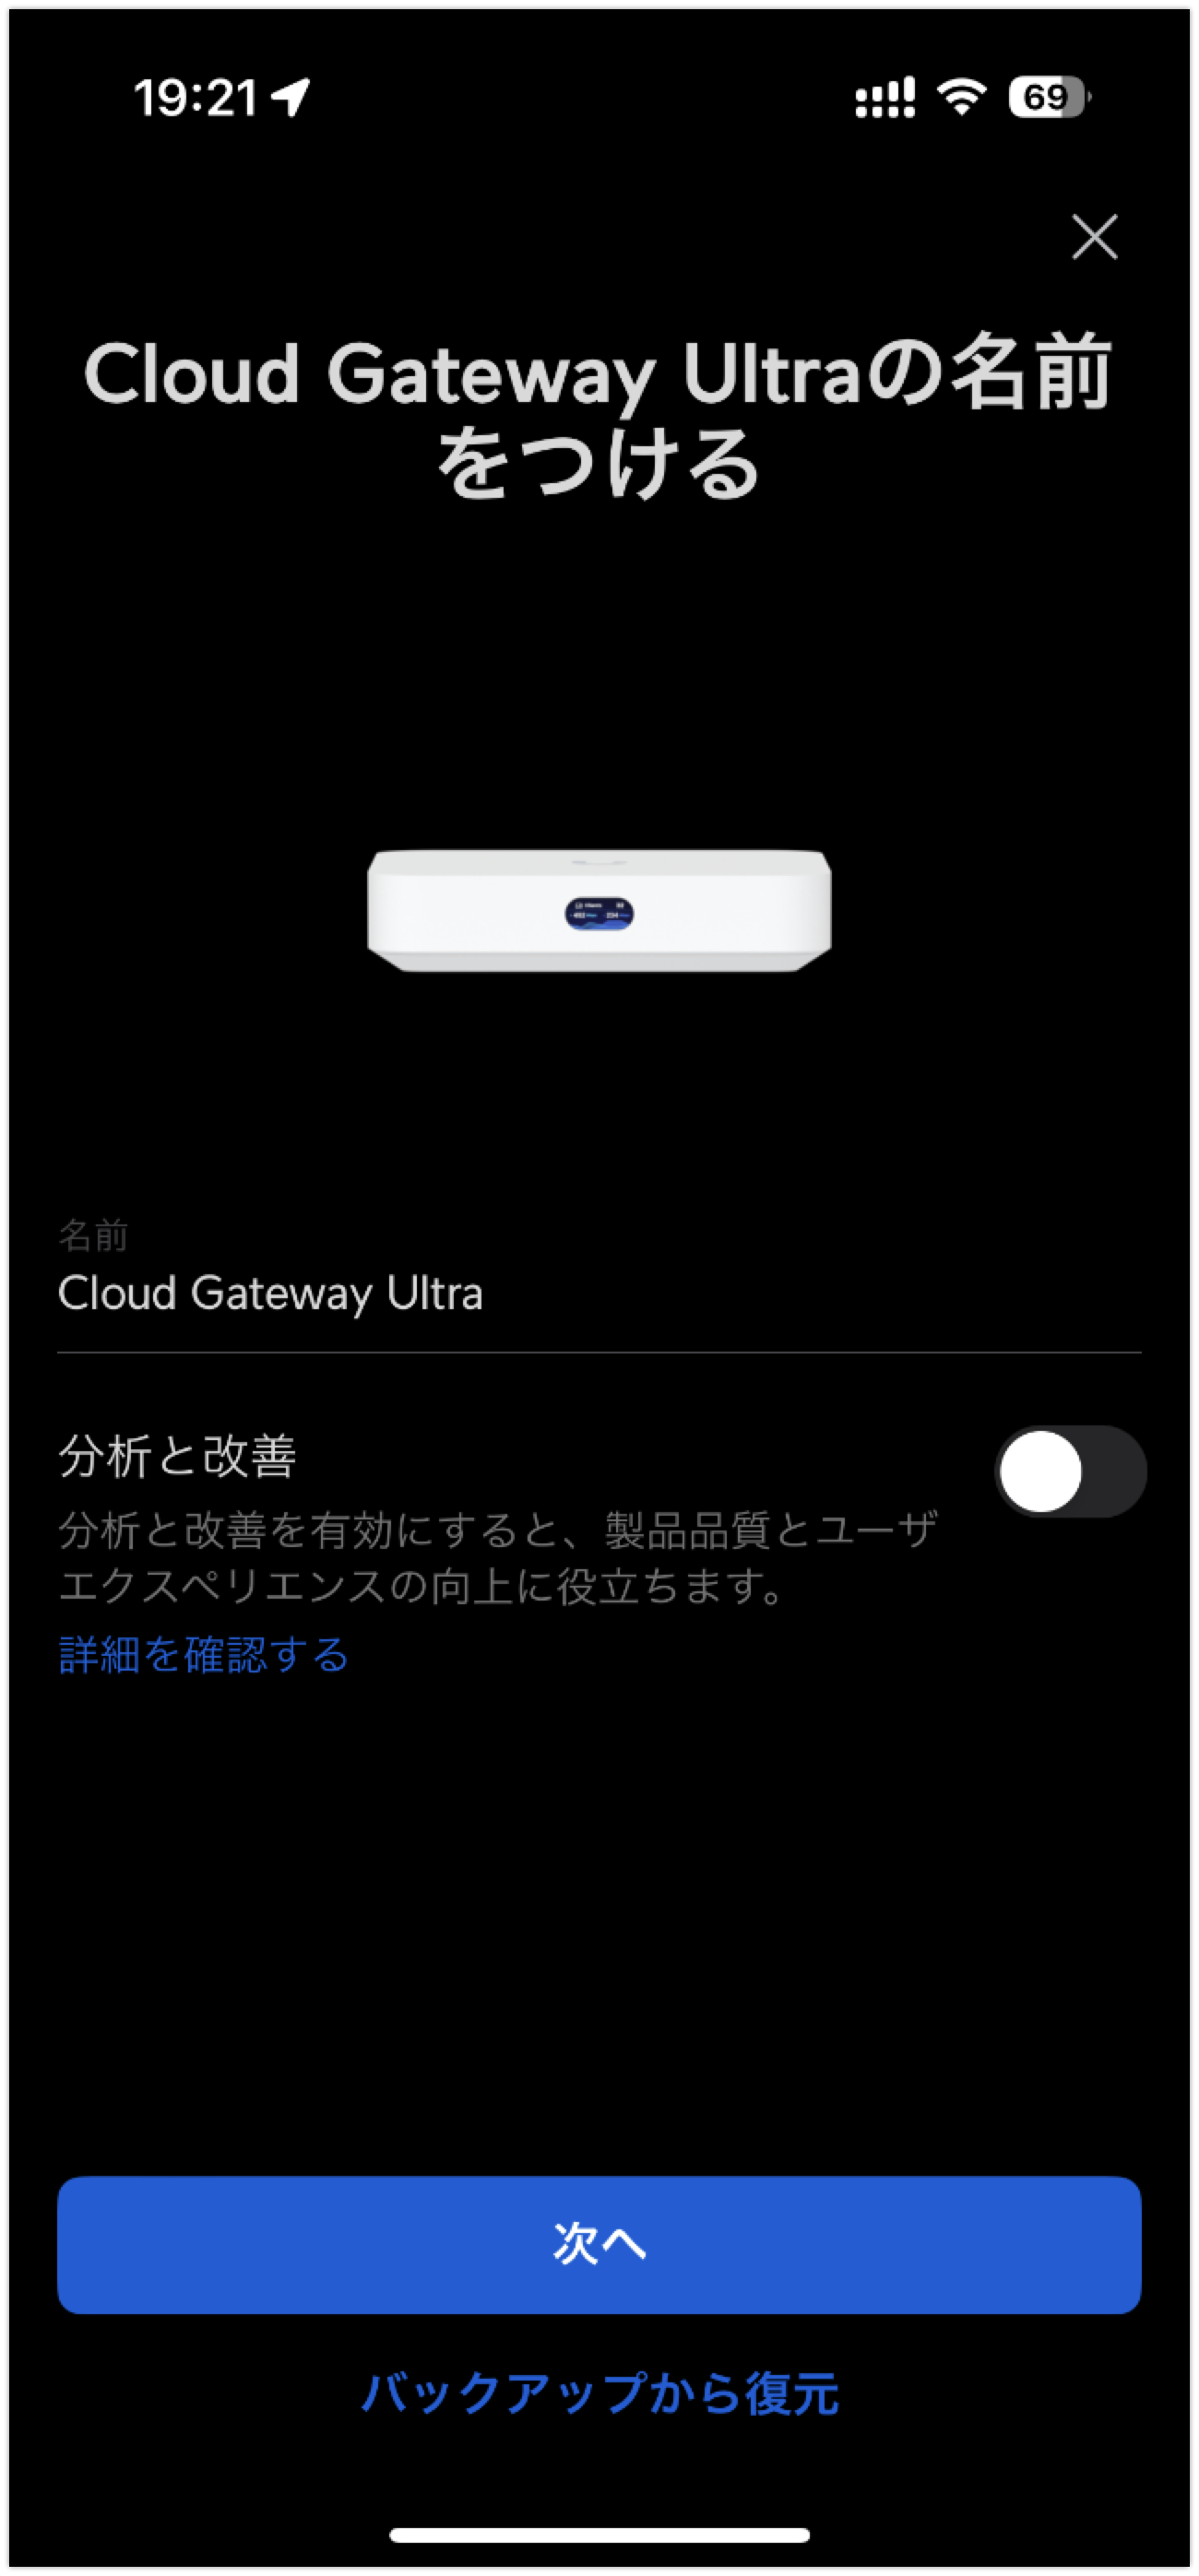 19:21
69
Cloud Gateway Ultraの名前
をつける
名前
Cloud Gateway Ultra
分析と改善
分析と改善を有効にすると、製品品質とユーザ
エクスペリエンスの向上に役立ちます。
詳細を確認する
次へ
バックアップから復元